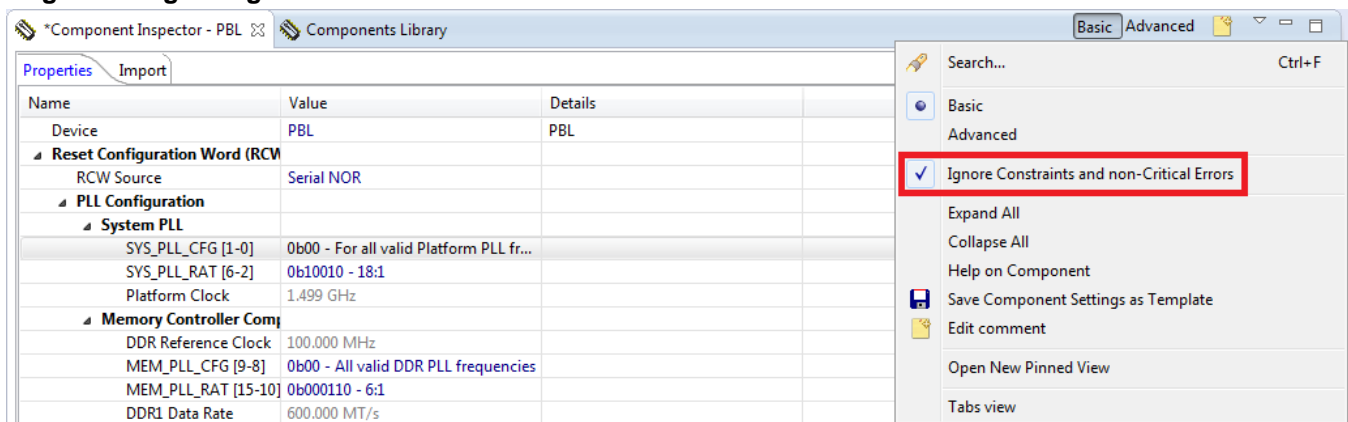 *Component Inspector - PBL
Components Library
Basic Advanced
Properties Import
Name Value Details
Device PBL PBL
Reset Configuration Word (RCW
RCW Source Serial NOR
PLL Configuration
System PLL
SYS_PLL_CFG [1-0] 0b00 - For all valid Platform PLL fr...
SYS_PLL_RAT [6-2] 0b10010 - 18:1
Platform Clock 1.499 GHz
Memory Controller Comp
DDR Reference Clock 100.000 MHz
MEM_PLL_CFG [9-8] 0b00 - All valid DDR PLL frequencies
MEM_PLL_RAT [15-10] 0b000110 - 6:1
DDR1 Data Rate 600.000 MT/s
Search... Ctrl+F
Basic
Advanced
Ignore Constraints and non-Critical Errors
Expand All
Collapse All
Help on Component
Save Component Settings as Template
Edit comment
Open New Pinned View
Tabs view